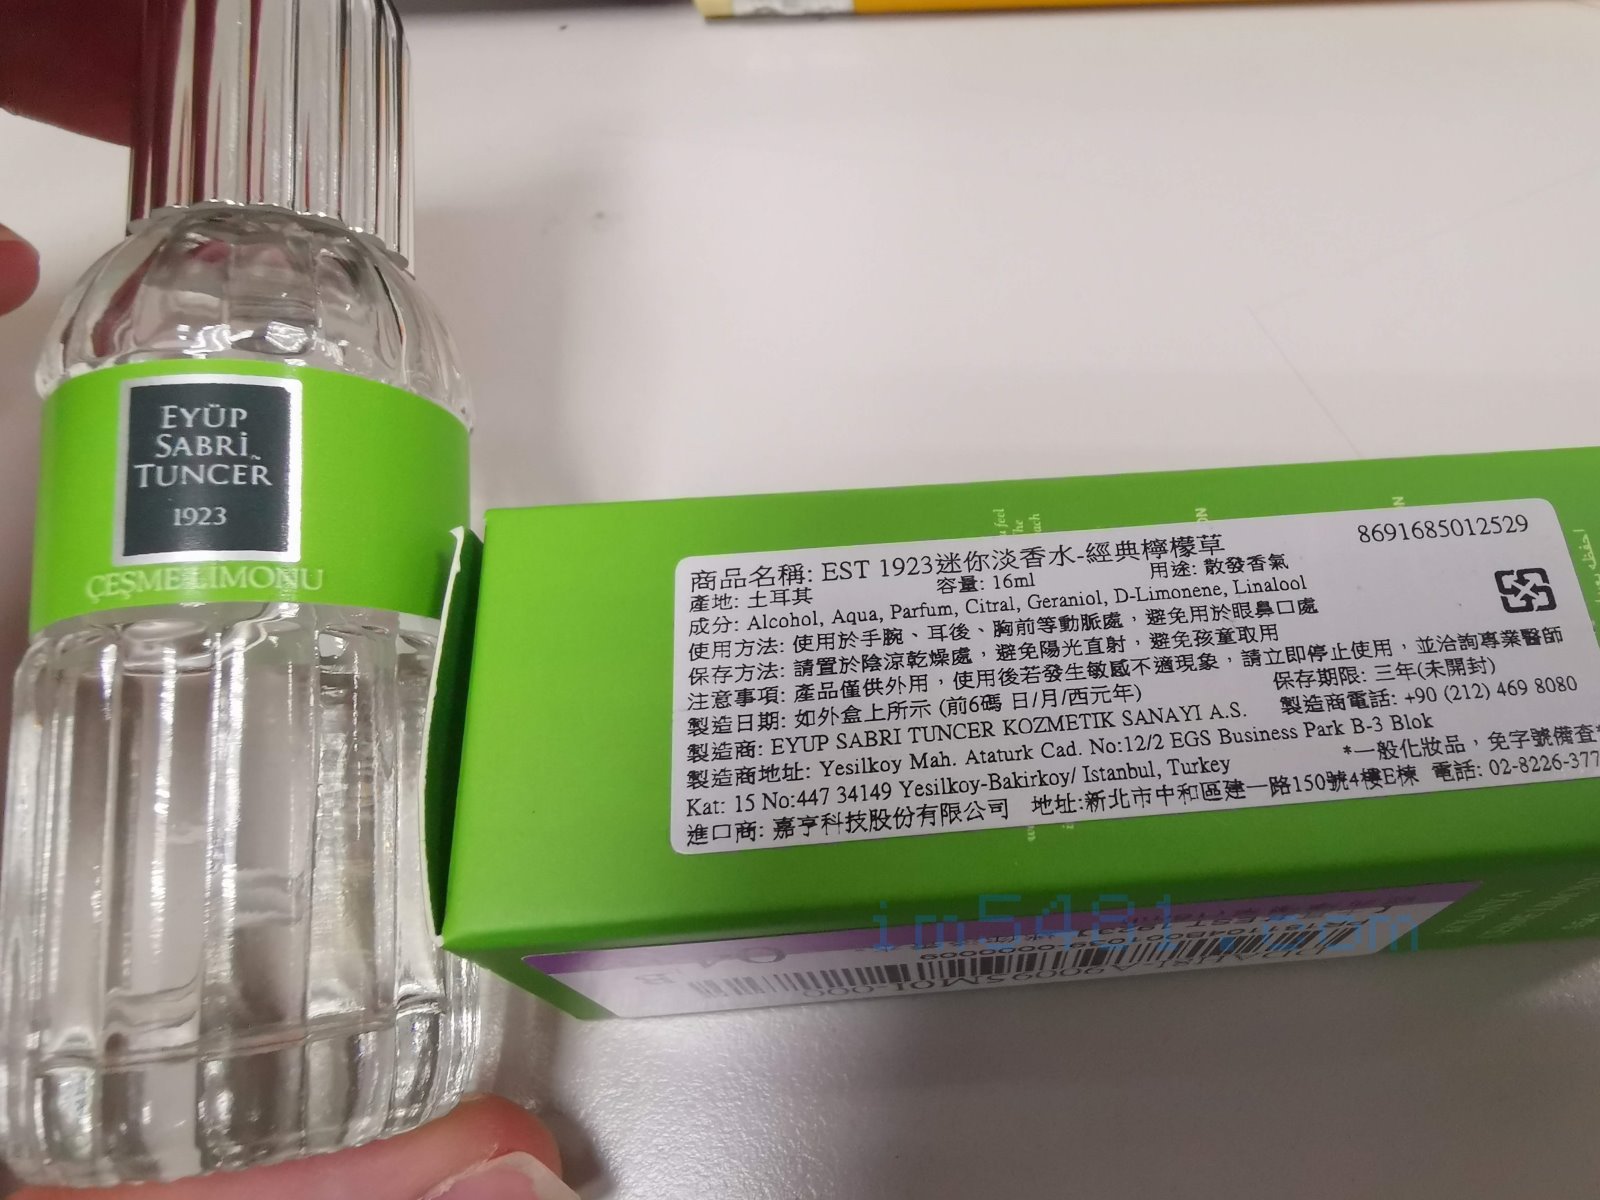 EYÜP
SABRİ
TUNCER
1923
ÇEŞME LİMONU
8691685012529
商品名稱: EST 1923迷你淡香水-經典檸檬草
產地: 土耳其 容量: 16ml 用途: 散發香氣
成分: Alcohol, Aqua, Parfum, Citral, Geraniol, D-Limonene, Linalool
使用方法: 使用於手腕、耳後、胸前等動脈處，避免用於眼鼻口處
保存方法: 請置於陰涼乾燥處，避免陽光直射，避免孩童取用
注意事項: 產品僅供外用，使用後若發生敏感不適現象，請立即停止使用，並洽詢專業醫師
製造日期: 如外盒上所示 (前6碼 日/月/西元年) 保存期限: 三年(未開封)
製造商: EYUP SABRI TUNCER KOZMETIK SANAYI A.S. 製造商電話: +90 (212) 469 8080
製造商地址: Yesilkoy Mah. Ataturk Cad. No:12/2 EGS Business Park B-3 Blok
Kat: 15 No:447 34149 Yesilkoy-Bakirkoy/ Istanbul, Turkey *一般化妝品，免字號備查*
進口商: 嘉亨科技股份有限公司 地址:新北市中和區建一路150號4樓E棟 電話: 02-8226-377
im5481.com